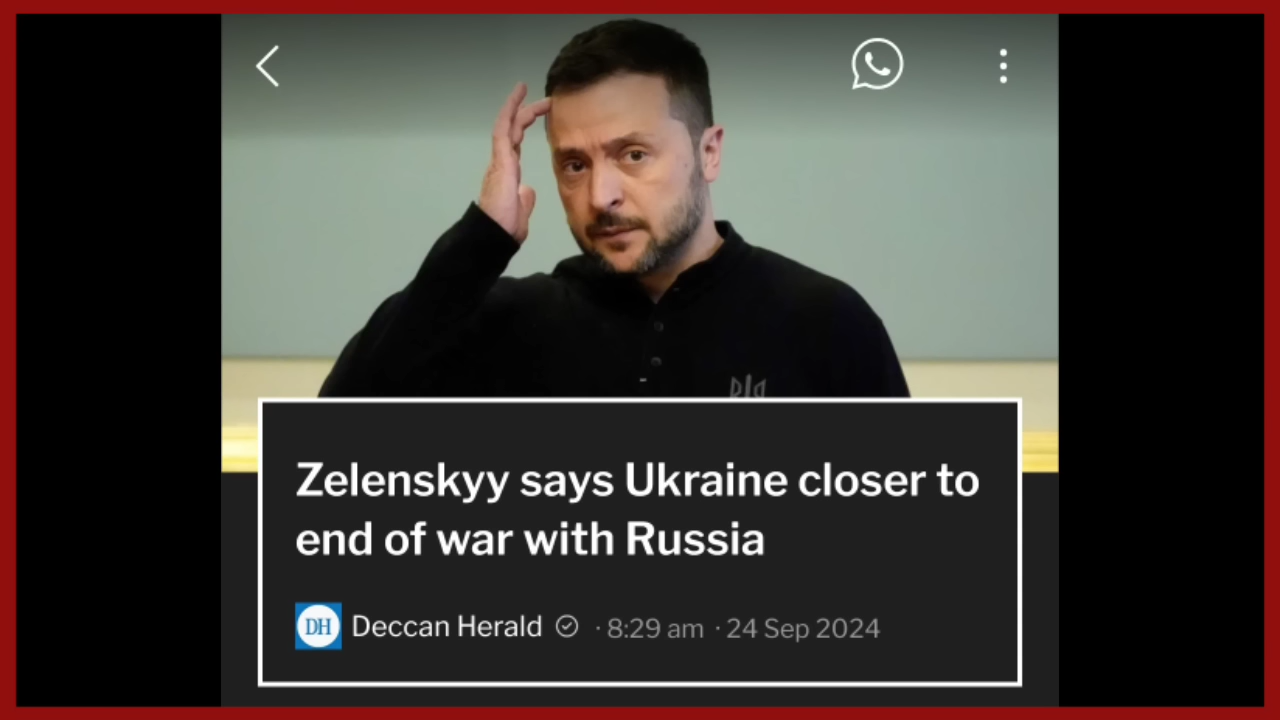 Zelenskyy says Ukraine closer to
end of war with Russia
DH Deccan Herald · 8:29 am · 24 Sep 2024